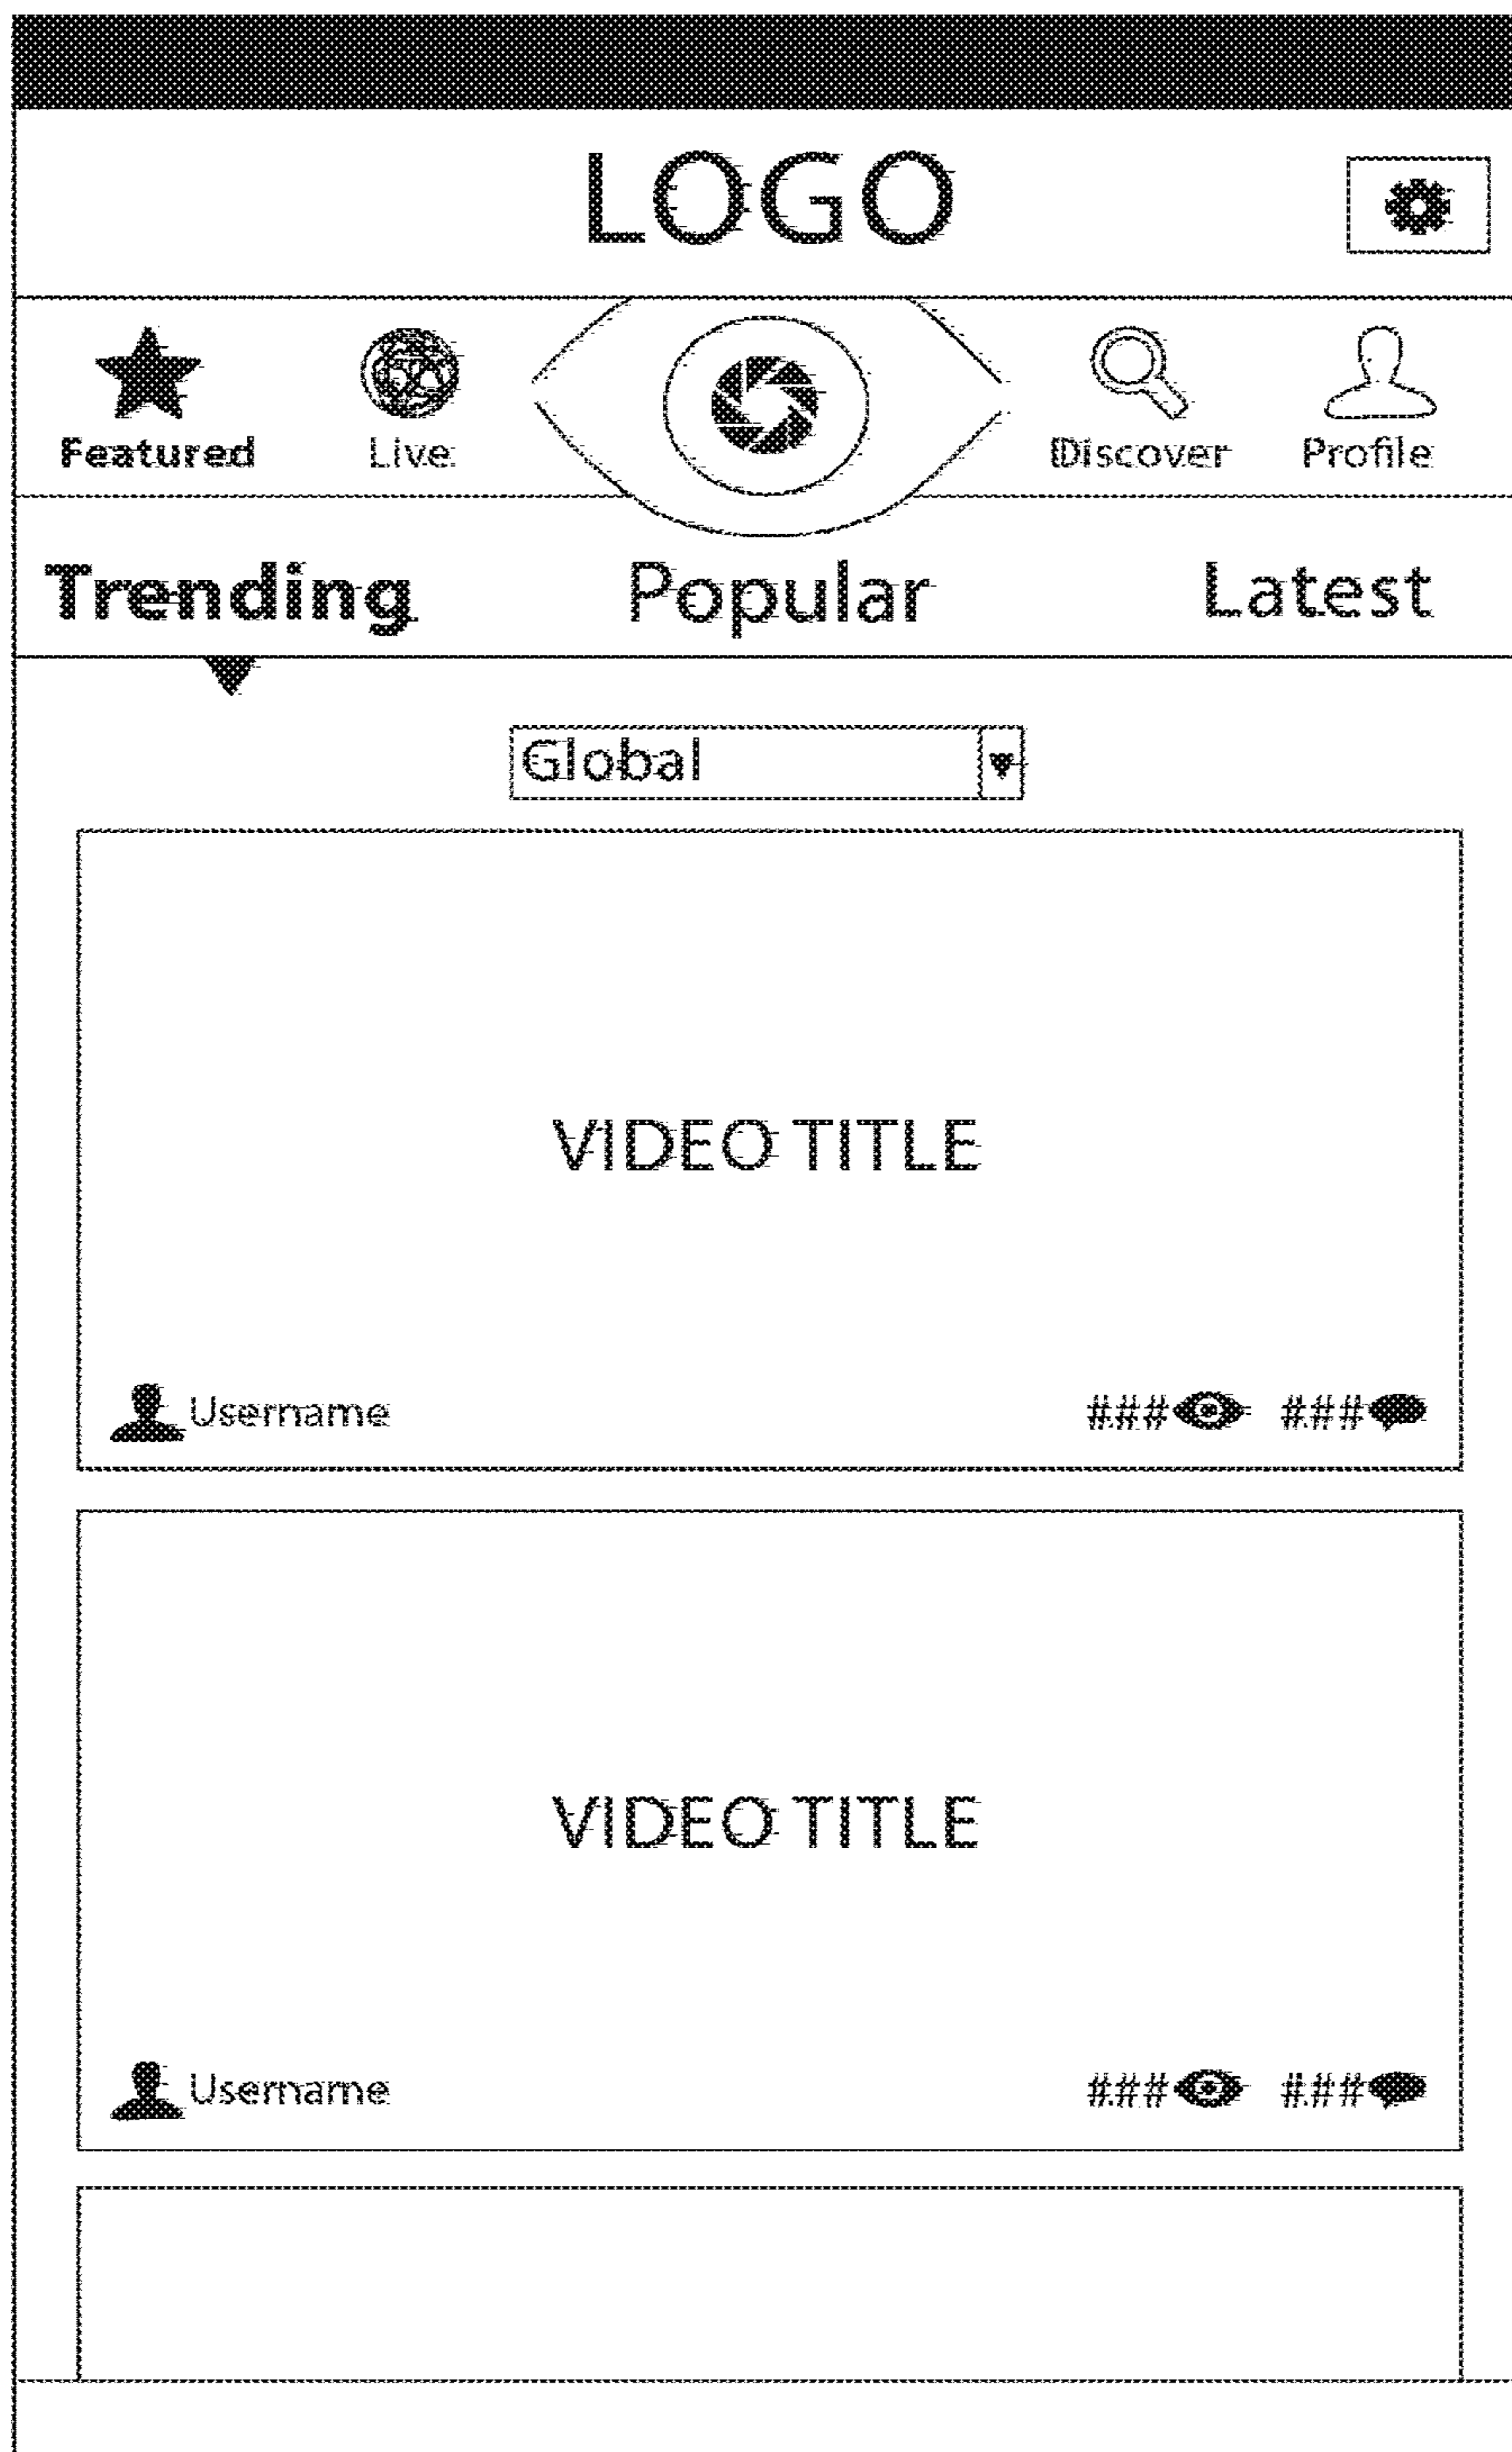 LOGO
Featured Live Discover Profile
Trending Popular Latest
Global
VIDEO TITLE
Username ### ###
VIDEO TITLE
Username ### ###